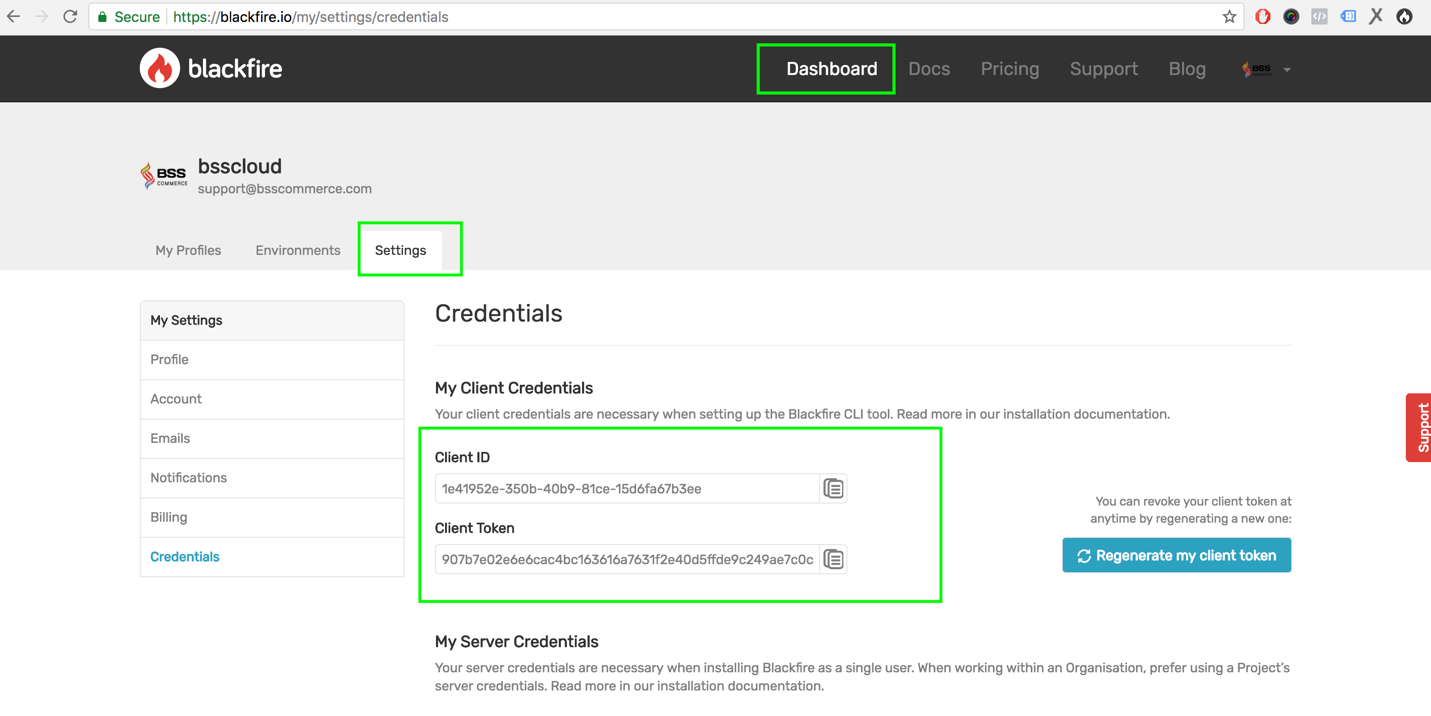 Secure https://blackfire.io/my/settings/credentials
blackfire
Dashboard Docs Pricing Support Blog BSS
BSS COMMERCE
bsscloud
support@bsscommerce.com
My Profiles Environments Settings
My Settings
Profile
Account
Emails
Notifications
Billing
Credentials
Credentials
My Client Credentials
Your client credentials are necessary when setting up the Blackfire CLI tool. Read more in our installation documentation.
Client ID
1e41952e-350b-40b9-81ce-15d6fa67b3ee
Client Token
907b7e02e6e6cac4bc163616a7631f2e40d5ffde9c249ae7c0c
You can revoke your client token at
anytime by regenerating a new one:
Regenerate my client token
Support
My Server Credentials
Your server credentials are necessary when installing Blackfire as a single user. When working within an Organisation, prefer using a Project's
server credentials. Read more in our installation documentation.